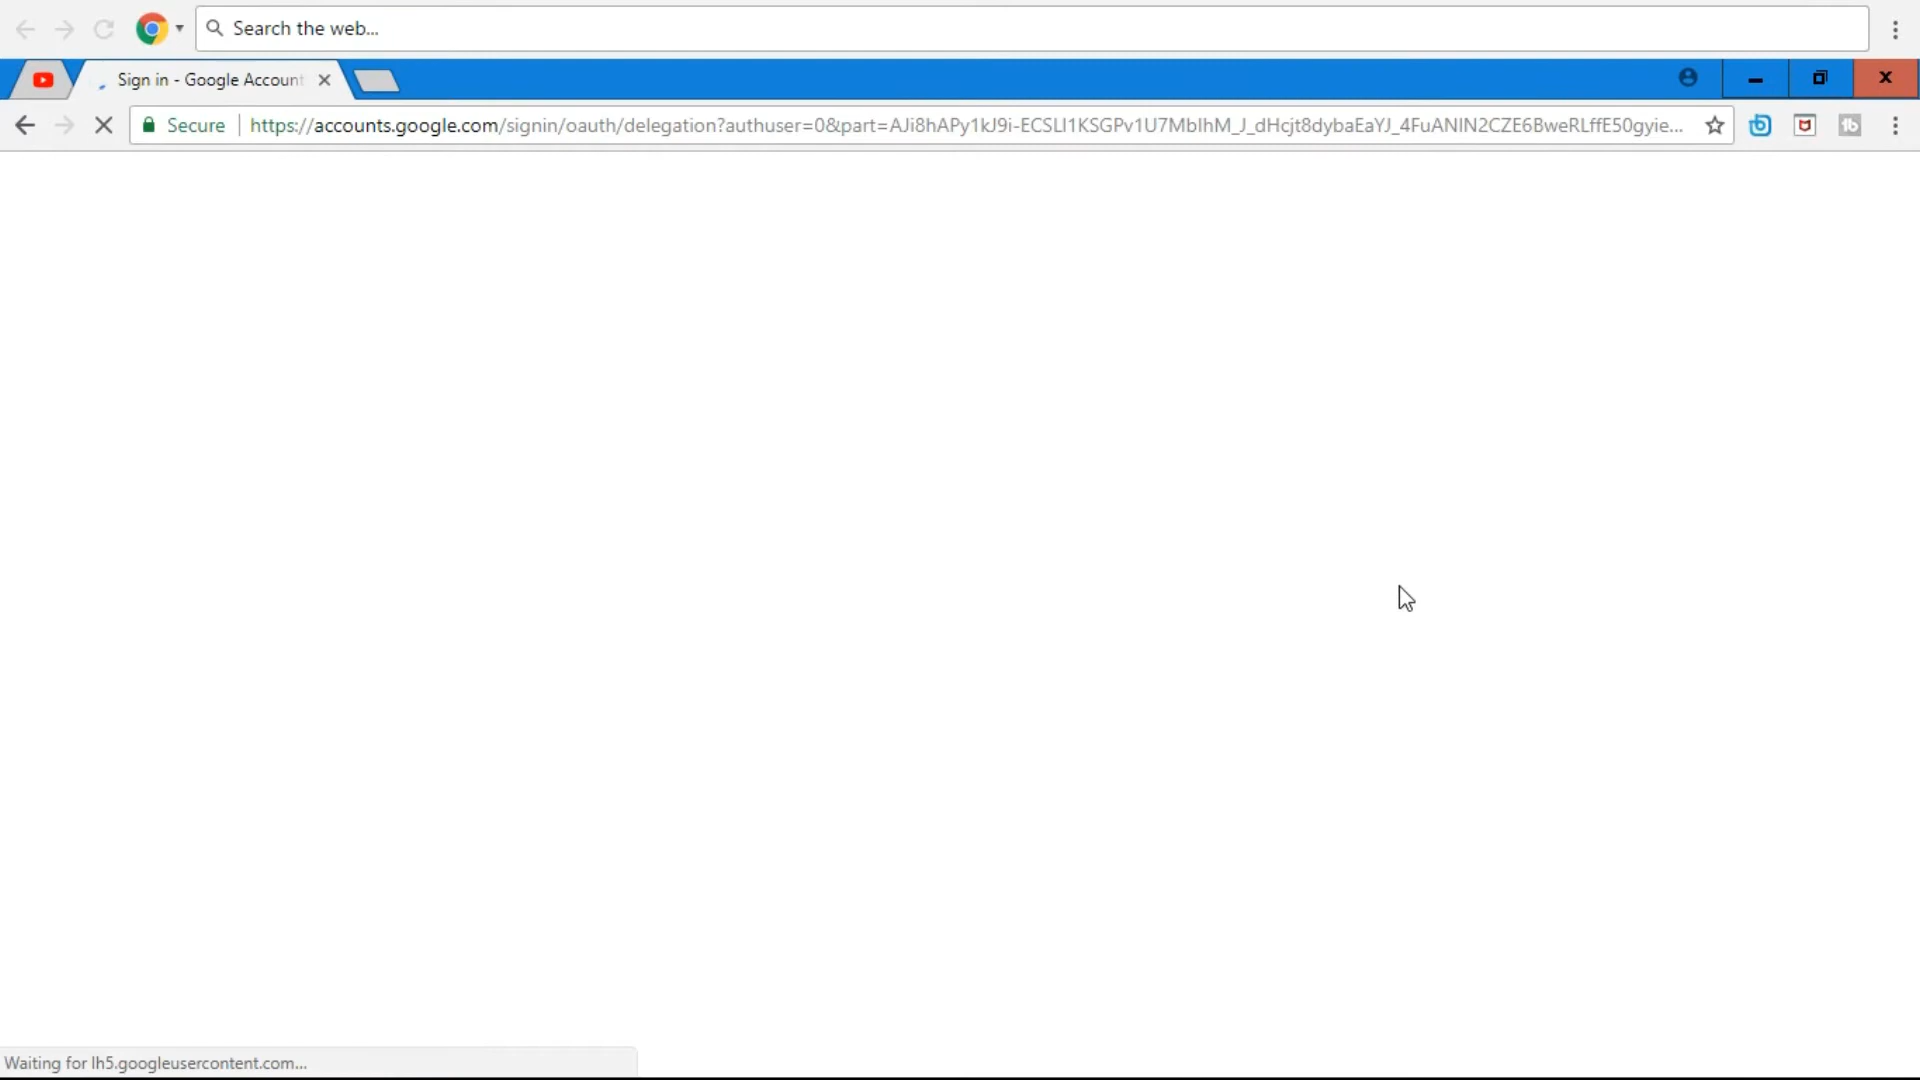 Search the web...
Sign in - Google Account
Secure
https://accounts.google.com/signin/oauth/delegation?authuser=0&part=AJi8hAPy1kJ9i-ECSLI1KSGPv1U7MbIhM_J_dHcjt8dybaEaYJ_4FuANIN2CZE6BweRLffE50gyie...
Waiting for lh5.googleusercontent.com...